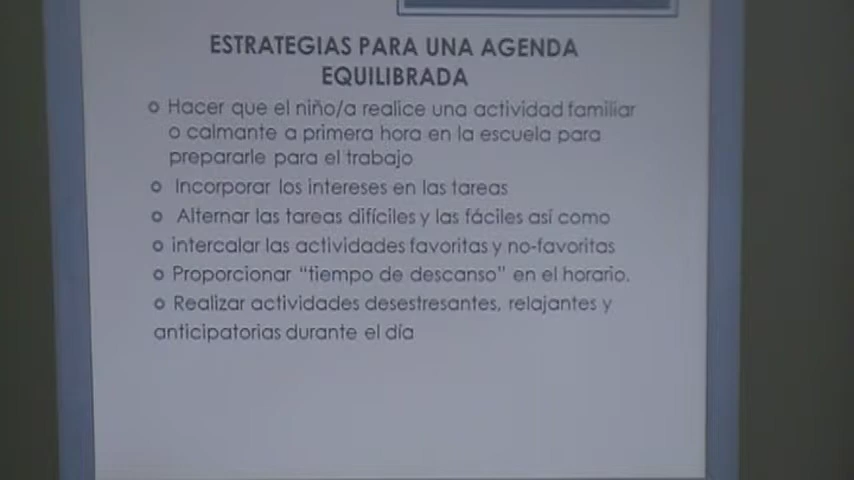 ESTRATEGIAS PARA UNA AGENDA
EQUILIBRADA
Hacer que el niño/a realice una actividad familiar
o calmante a primera hora en la escuela para
prepararle para el trabajo
Incorporar los intereses en las tareas
Alternar las tareas difíciles y las fáciles así como
intercalar las actividades favoritas y no-favoritas
Proporcionar “tiempo de descanso” en el horario.
Realizar actividades desestresantes, relajantes y
anticipatorias durante el día